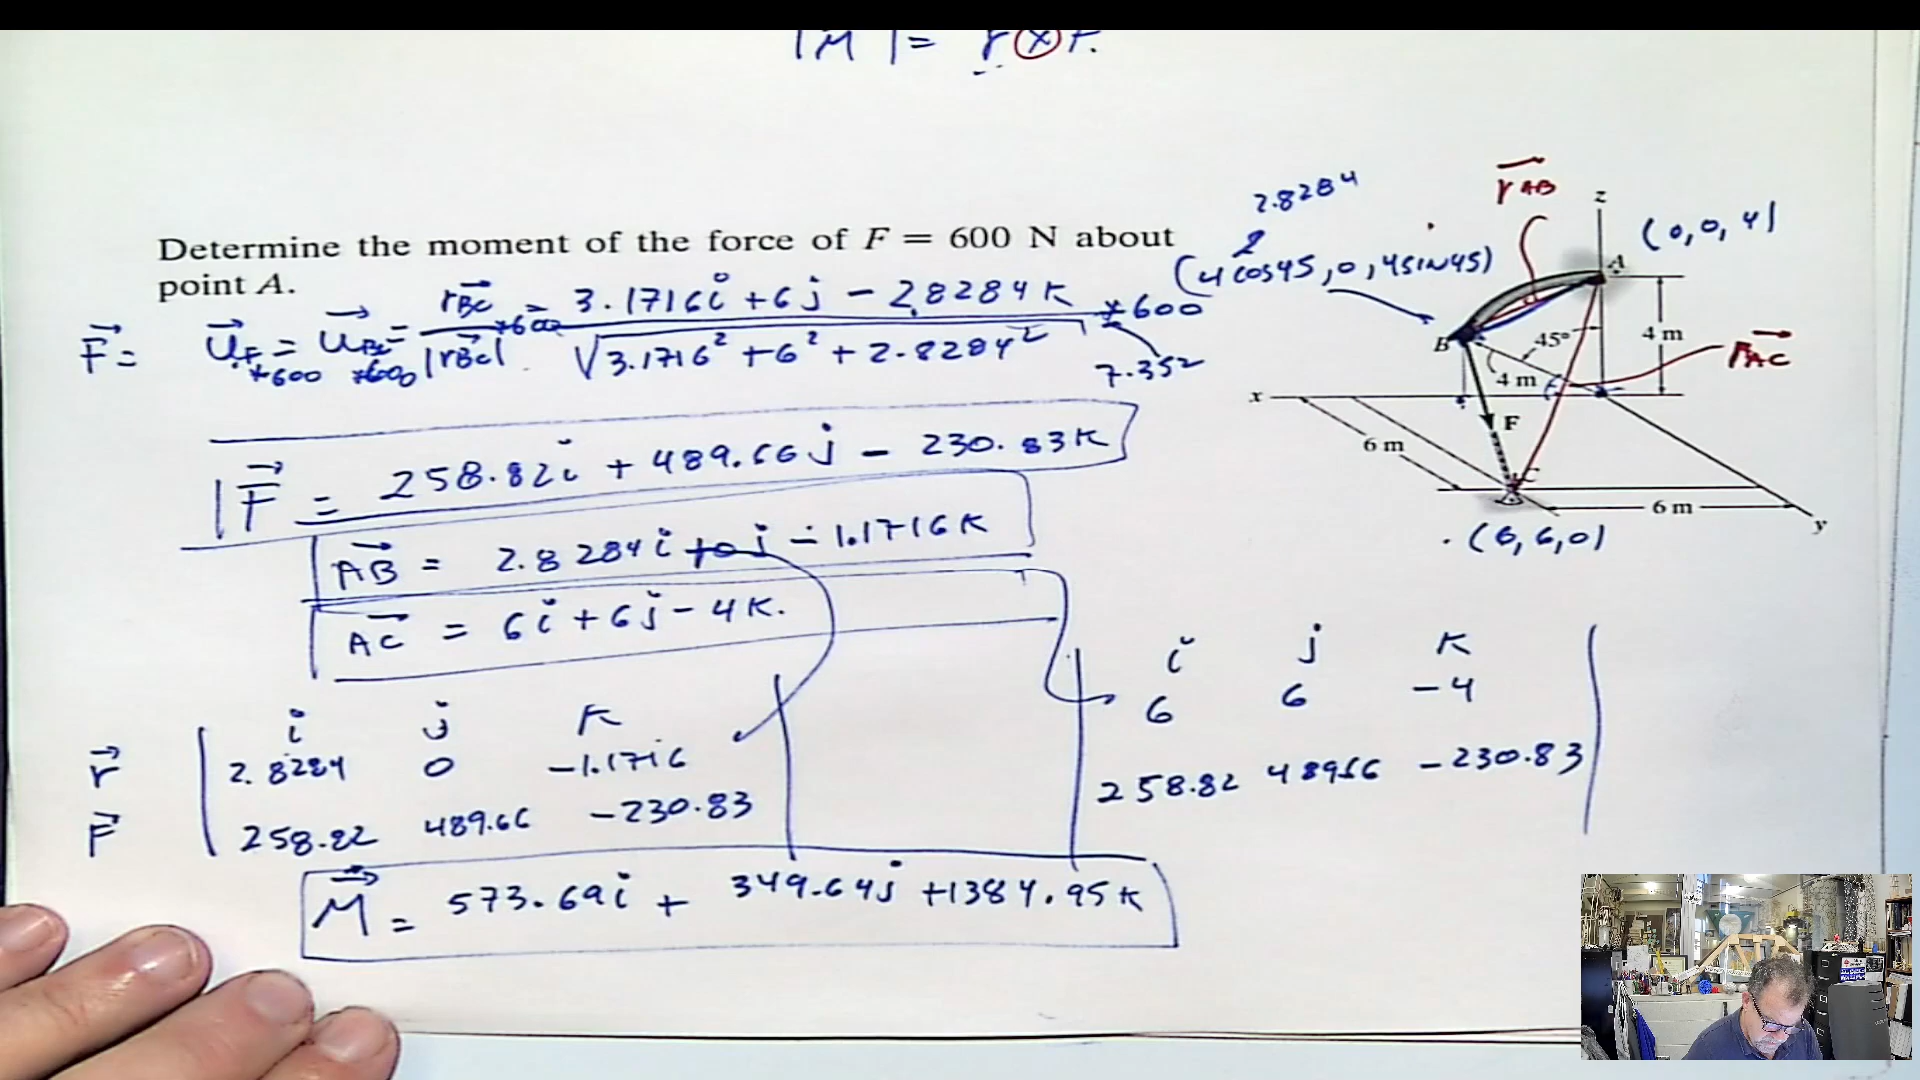 |M| = r ⊗ F.
Determine the moment of the force of F = 600 N about
point A.
F = u_F = u_BC = r_BC / |r_BC| *600 = 3.1716i + 6j - 2.8284K / √3.1716² + 6² + 2.8284² * 600
*600 *600
7.352
F = 258.82i + 489.66j - 230.83K
AB = 2.8284i + 0j - 1.1716K
AC = 6i + 6j - 4K.
i j K
r 2.8284 0 -1.1716
F 258.82 489.66 -230.83
M = 573.69i + 349.64j + 1384.95K
i j K
6 6 -4
258.82 489.66 -230.83
2.8284
(4cos45, 0, 4sin45)
r_AB
z
(0,0,4)
A
B
45°
4 m
4 m
r_AC
x
F
6 m
C
6 m
y
(6,6,0)